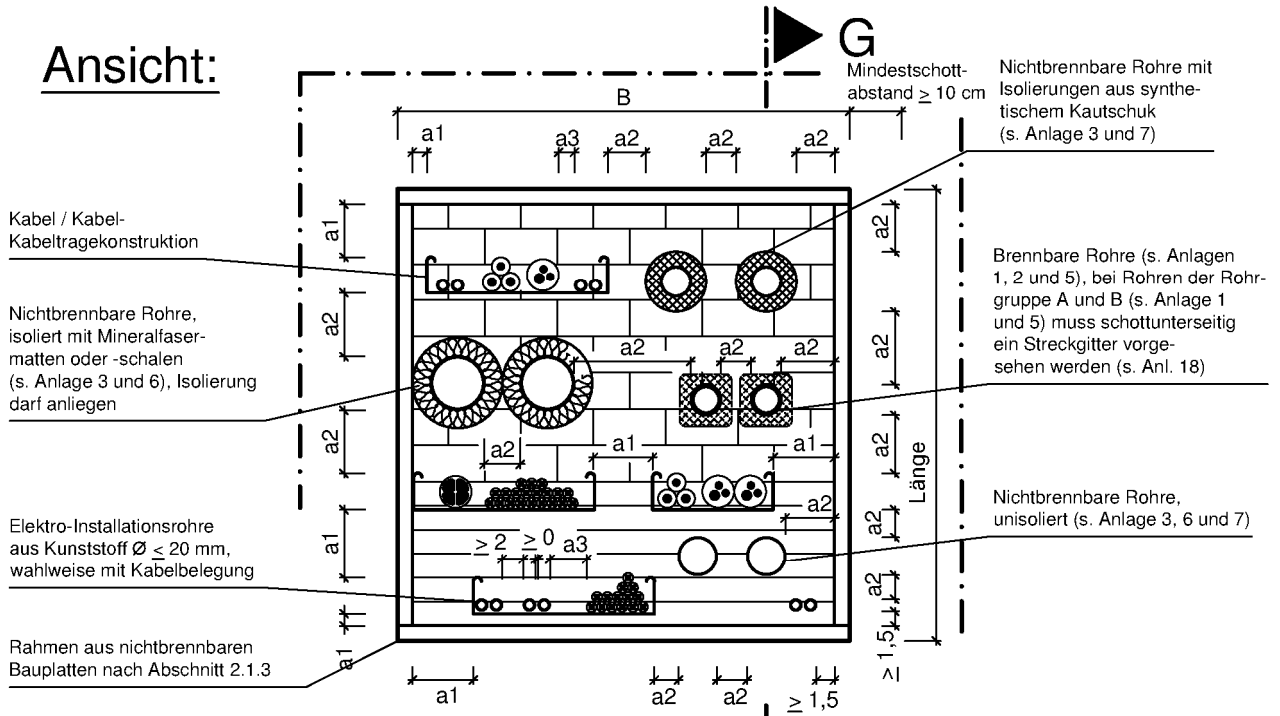 Ansicht:
G
Mindestschott-
abstand ≥ 10 cm
B
a1
a3
a2
a2
a2
Nichtbrennbare Rohre mit
Isolierungen aus synthe-
tischem Kautschuk
(s. Anlage 3 und 7)
Kabel / Kabel-
Kabeltragekonstruktion
a1
a2
Nichtbrennbare Rohre,
isoliert mit Mineralfaser-
matten oder -schalen
(s. Anlage 3 und 6), Isolierung
darf anliegen
a2
a2
a2
a2
a2
a2
Brennbare Rohre (s. Anlagen
1, 2 und 5), bei Rohren der Rohr-
gruppe A und B (s. Anlage 1
und 5) muss schottunterseitig
ein Streckgitter vorge-
sehen werden (s. Anl. 18)
a2
a2
a1
a1
a2
Länge
a2
Elektro-Installationsrohre
aus Kunststoff Ø ≤ 20 mm,
wahlweise mit Kabelbelegung
a1
≥ 2
≥ 0
a3
a2
a2
Nichtbrennbare Rohre,
unisoliert (s. Anlage 3, 6 und 7)
Rahmen aus nichtbrennbaren
Bauplatten nach Abschnitt 2.1.3
a1
≥ 1,5
a1
a2
a2
≥ 1,5